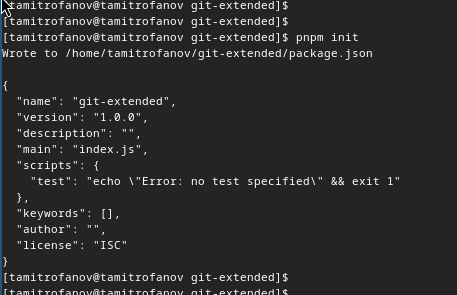 [tamitrofanov@tamitrofanov git-extended]$
[tamitrofanov@tamitrofanov git-extended]$
[tamitrofanov@tamitrofanov git-extended]$ pnpm init
Wrote to /home/tamitrofanov/git-extended/package.json
{
  "name": "git-extended",
  "version": "1.0.0",
  "description": "",
  "main": "index.js",
  "scripts": {
    "test": "echo \"Error: no test specified\" && exit 1"
  },
  "keywords": [],
  "author": "",
  "license": "ISC"
}
[tamitrofanov@tamitrofanov git-extended]$
[tamitrofanov@tamitrofanov git-extended]$